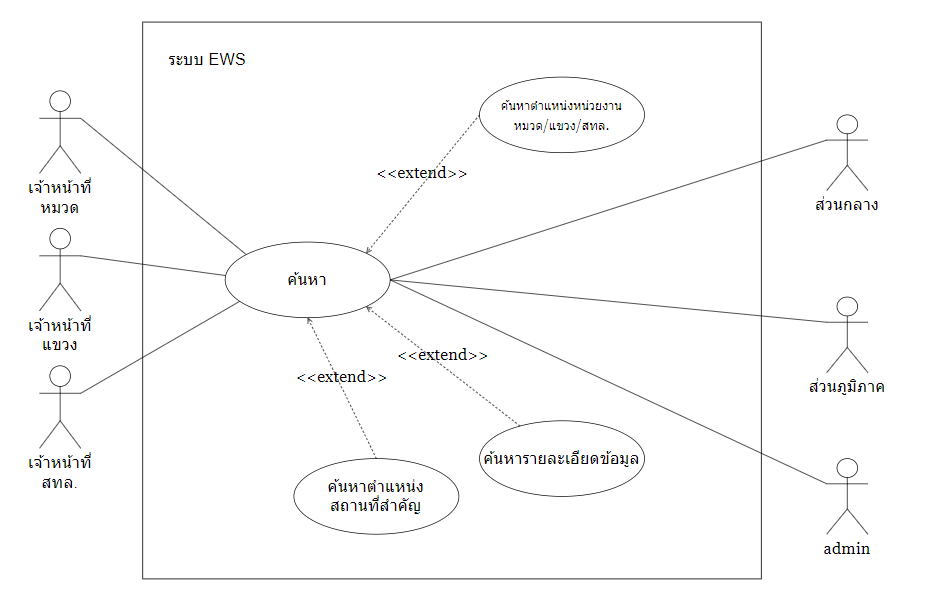 ระบบ EWS
ค้นหาตำแหน่งหน่วยงาน
หมวด/แขวง/สทล.
<<extend>>
เจ้าหน้าที่
หมวด
ส่วนกลาง
ค้นหา
เจ้าหน้าที่
แขวง
<<extend>>
<<extend>>
ส่วนภูมิภาค
เจ้าหน้าที่
สทล.
ค้นหารายละเอียดข้อมูล
ค้นหาตำแหน่ง
สถานที่สำคัญ
admin